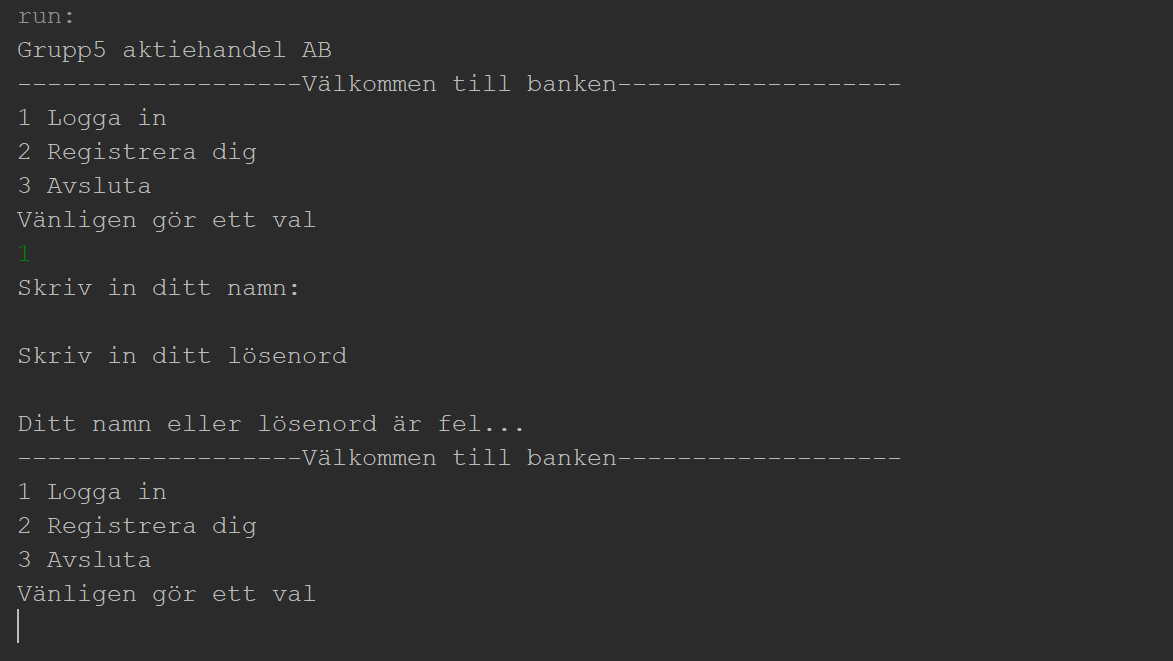 run:
Grupp5 aktiehandel AB
-------------------Välkommen till banken-------------------
1 Logga in
2 Registrera dig
3 Avsluta
Vänligen gör ett val
1
Skriv in ditt namn:
Skriv in ditt lösenord
Ditt namn eller lösenord är fel...
-------------------Välkommen till banken-------------------
1 Logga in
2 Registrera dig
3 Avsluta
Vänligen gör ett val